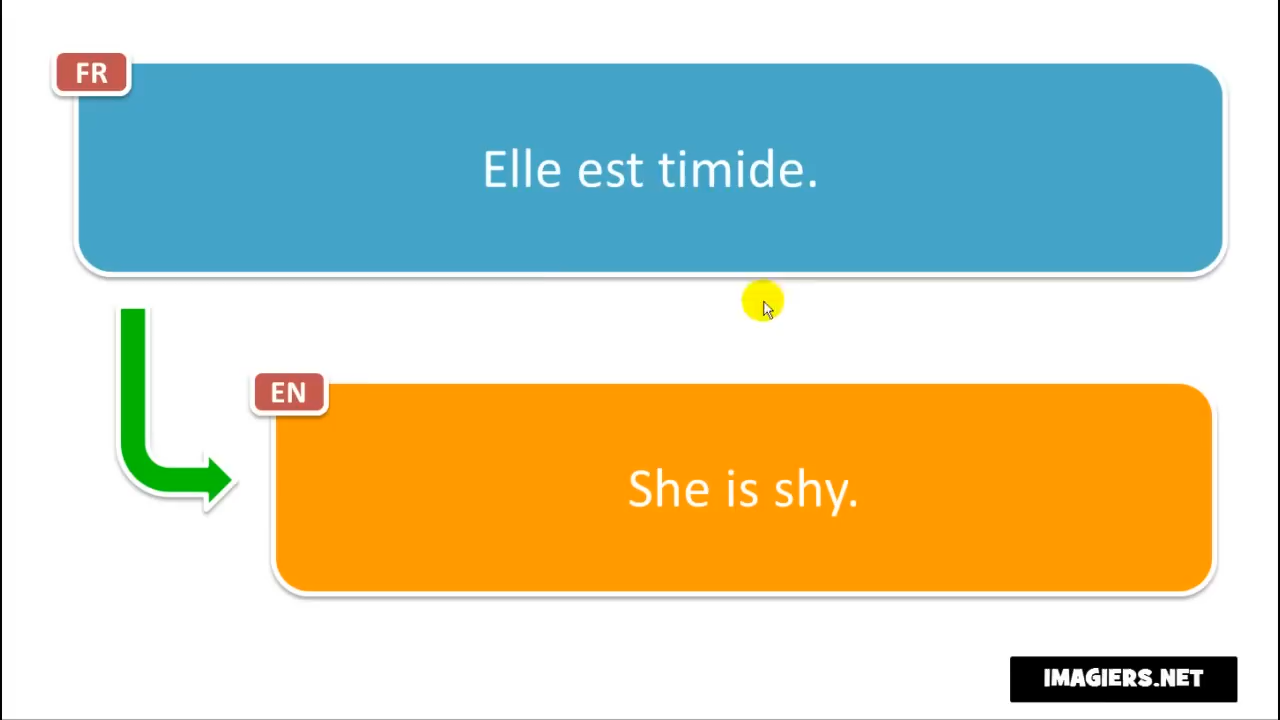 FR
Elle est timide.
EN
She is shy.
IMAGIERS.NET